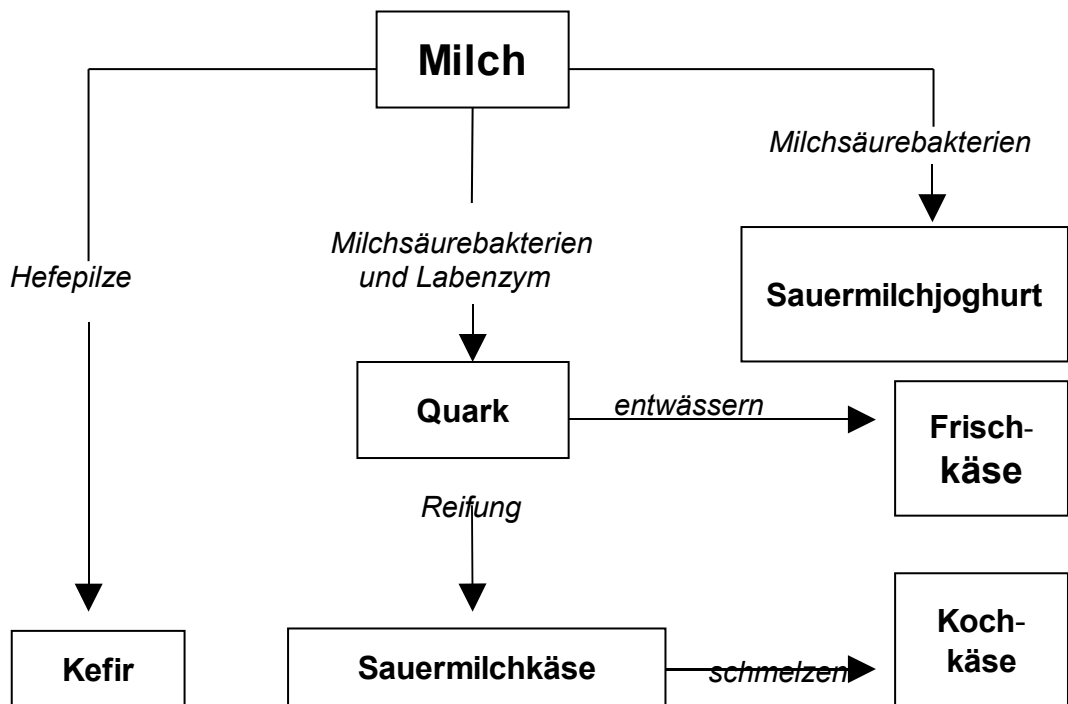 Milch
Milchsäurebakterien
Milchsäurebakterien
und Labenzym
Hefepilze
Sauermilchjoghurt
Quark
entwässern
Frisch-
käse
Reifung
Kefir
Sauermilchkäse
schmelzen
Koch-
käse